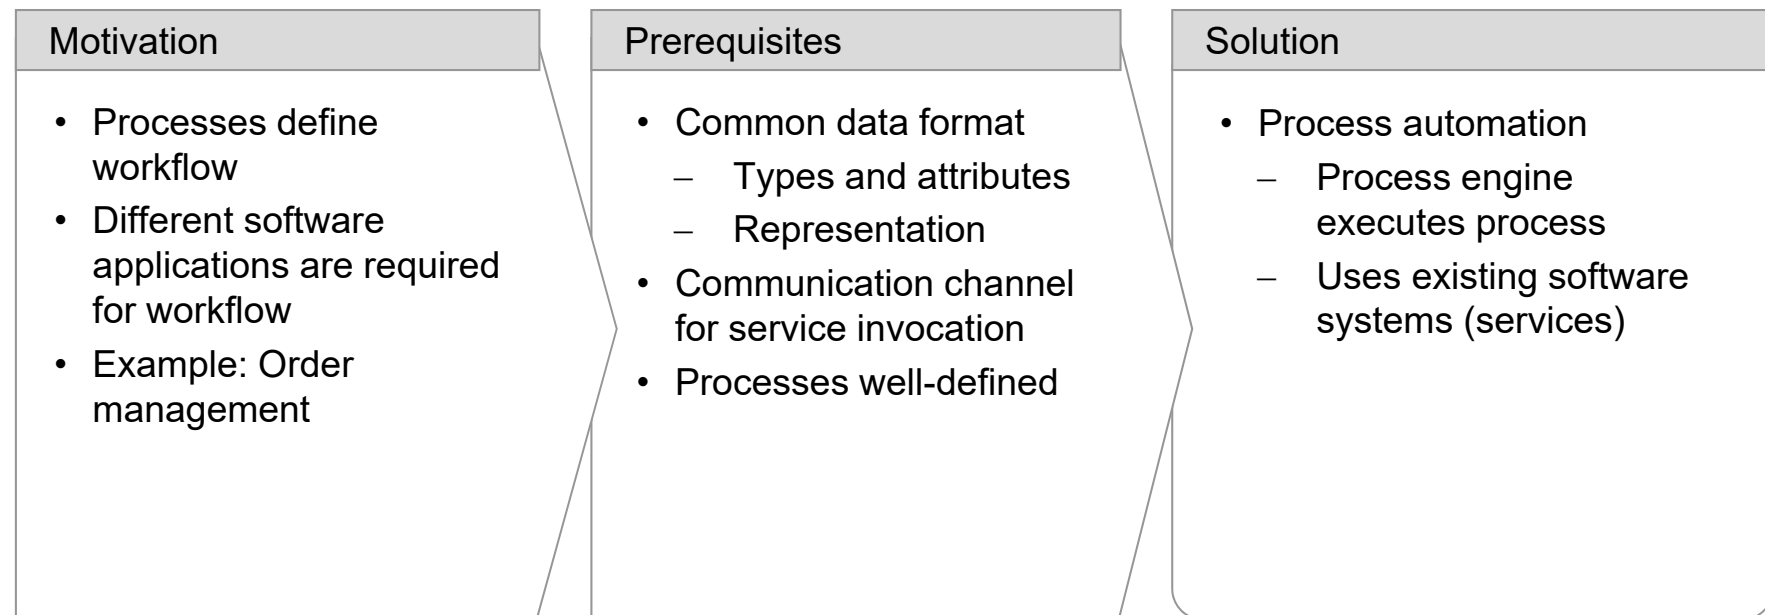 Motivation
• Processes define
workflow
• Different software
applications are required
for workflow
• Example: Order
management
Prerequisites
• Common data format
– Types and attributes
– Representation
• Communication channel
for service invocation
• Processes well-defined
Solution
• Process automation
– Process engine
executes process
– Uses existing software
systems (services)